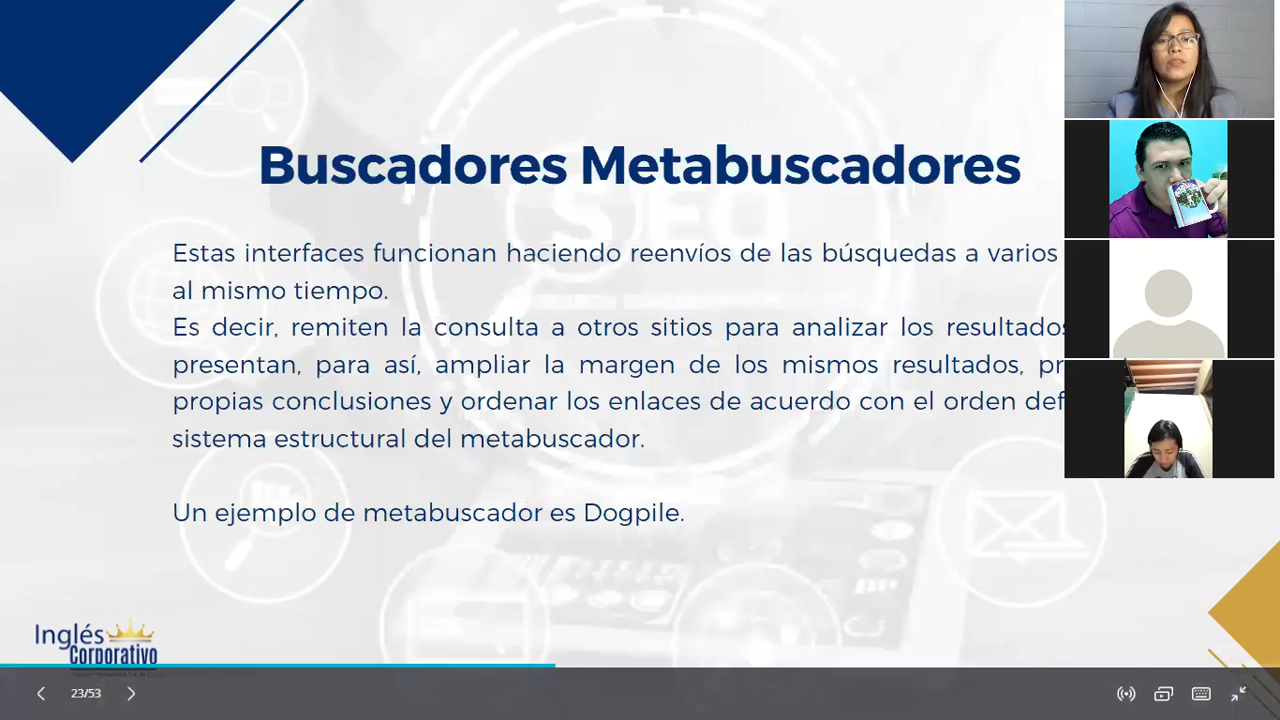 Buscadores Metabuscadores
Estas interfaces funcionan haciendo reenvíos de las búsquedas a varios
al mismo tiempo.
Es decir, remiten la consulta a otros sitios para analizar los resultados
presentan, para así, ampliar la margen de los mismos resultados,
propias conclusiones y ordenar los enlaces de acuerdo con el orden
sistema estructural del metabuscador.
Un ejemplo de metabuscador es Dogpile.
SEO
Inglés
Corporativo
23/53